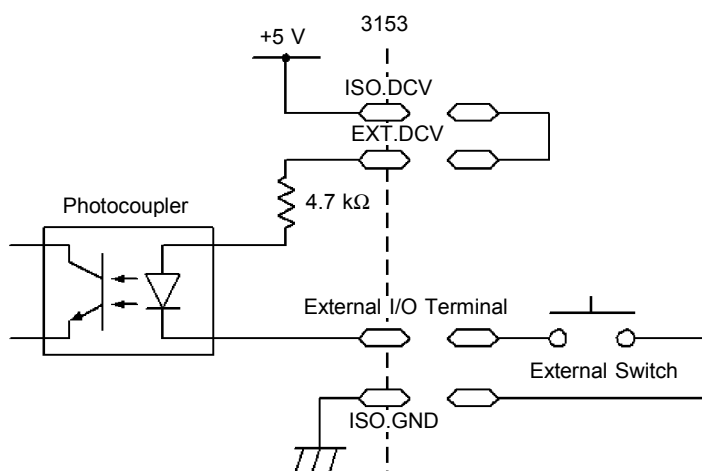 3153
+5 V
ISO.DCV
EXT.DCV
4.7 kΩ
Photocoupler
External I/O Terminal
External Switch
ISO.GND